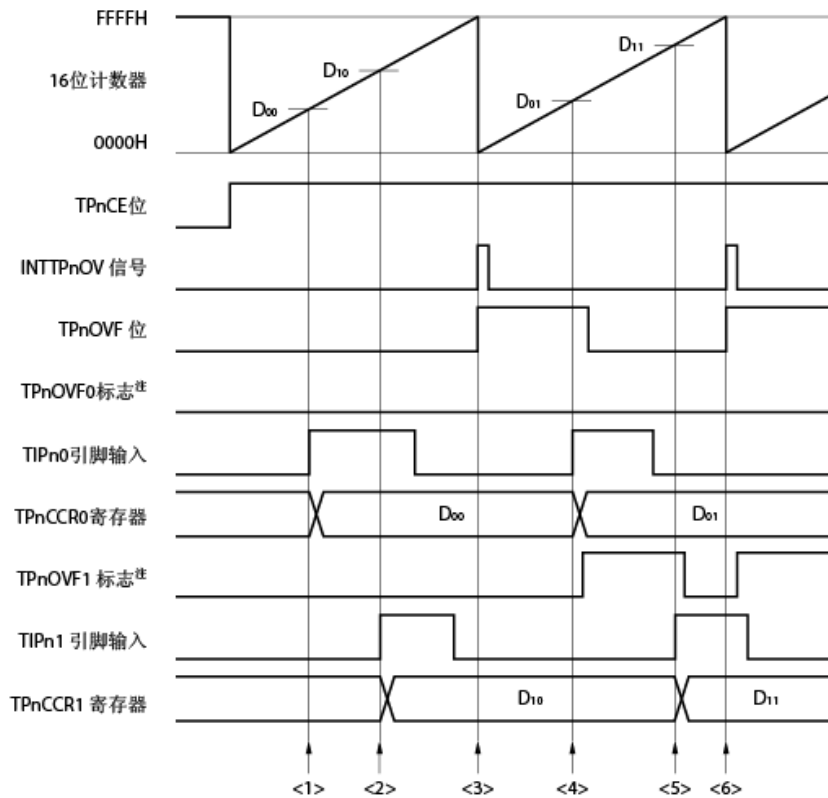 FFFFH
16位计数器
0000H
D00
D10
D01
D11
TPnCE位
INTTPnOV 信号
TPnOVF 位
TPnOVF0标志注
TIPn0引脚输入
TPnCCR0寄存器
D00
D01
TPnOVF1 标志注
TIPn1 引脚输入
TPnCCR1 寄存器
D10
D11
<1> <2> <3> <4> <5> <6>